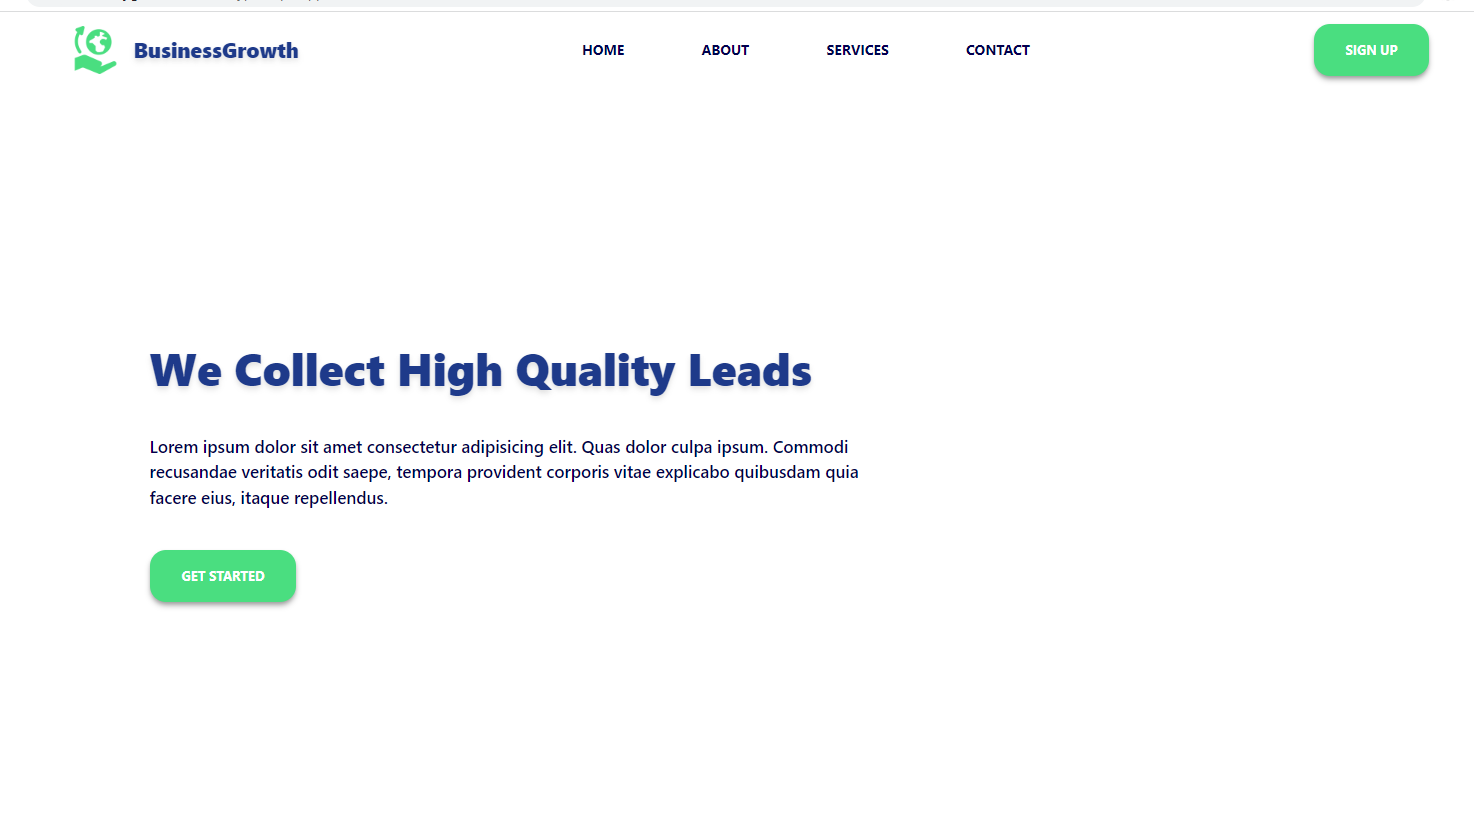 BusinessGrowth
HOME
ABOUT
SERVICES
CONTACT
SIGN UP
We Collect High Quality Leads
Lorem ipsum dolor sit amet consectetur adipisicing elit. Quas dolor culpa ipsum. Commodi
recusandae veritatis odit saepe, tempora provident corporis vitae explicabo quibusdam quia
facere eius, itaque repellendus.
GET STARTED